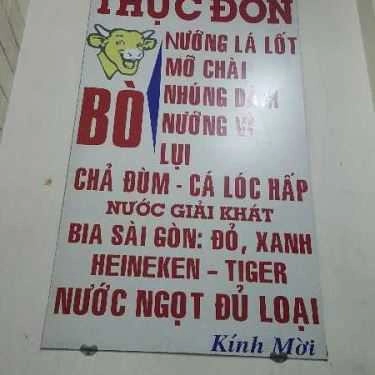 THỰC ĐƠN
BÒ
NƯỚNG LÁ LỐT
MỠ CHÀI
NHÚNG DẤM
NƯỚNG VỈ
LỤI
CHẢ ĐÙM - CÁ LÓC HẤP
NƯỚC GIẢI KHÁT
BIA SÀI GÒN: ĐỎ, XANH
HEINEKEN - TIGER
NƯỚC NGỌT ĐỦ LOẠI
Kính Mời